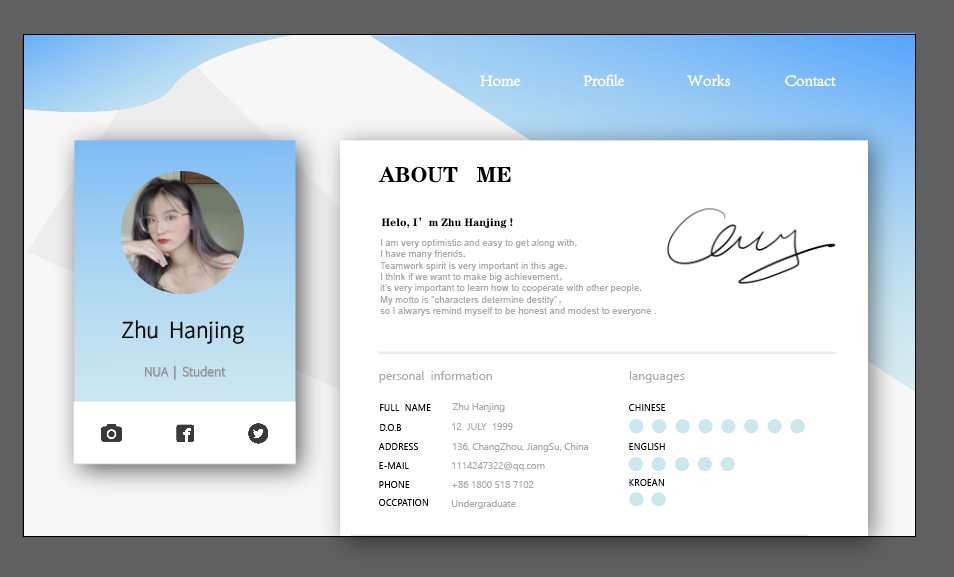 Home Profile Works Contact
Zhu Hanjing
NUA | Student
ABOUT ME
Helo, I’m Zhu Hanjing !
I am very optimistic and easy to get along with.
I have many friends.
Teamwork spirit is very important in this age.
I think if we want to make big achievement,
it's very important to learn how to cooperate with other people,
My motto is "characters determine destity",
so I alwarys remind myself to be honest and modest to everyone .
personal information
FULL NAME Zhu Hanjing
D.O.B 12 JULY 1999
ADDRESS 136, ChangZhou, JiangSu, China
E-MAIL 1114247322@qq.com
PHONE +86 1800 518 7102
OCCPATION Undergraduate
languages
CHINESE
ENGLISH
KROEAN